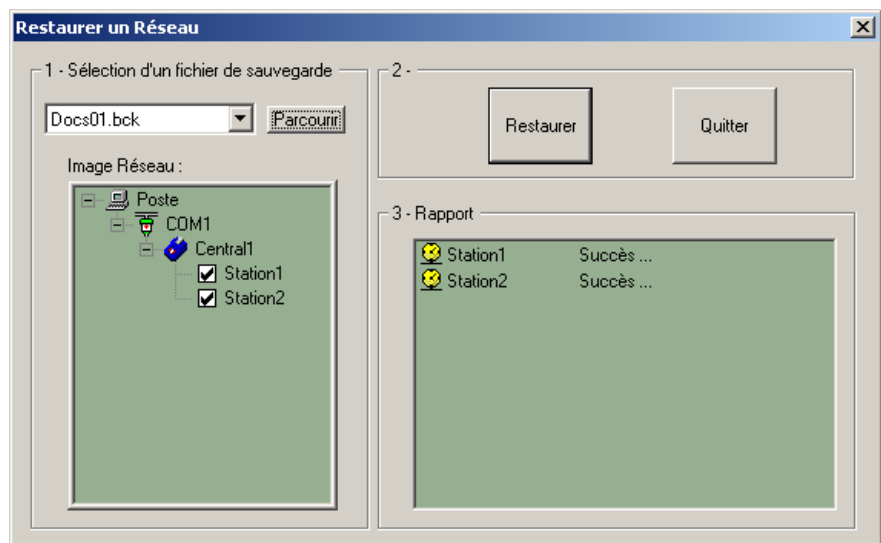 Restaurer un Réseau
1 - Sélection d'un fichier de sauvegarde
Docs01.bck
Parcourir
Image Réseau :
Poste
COM1
Central1
Station1
Station2
2 -
Restaurer
Quitter
3 - Rapport
Station1 Succès ...
Station2 Succès ...